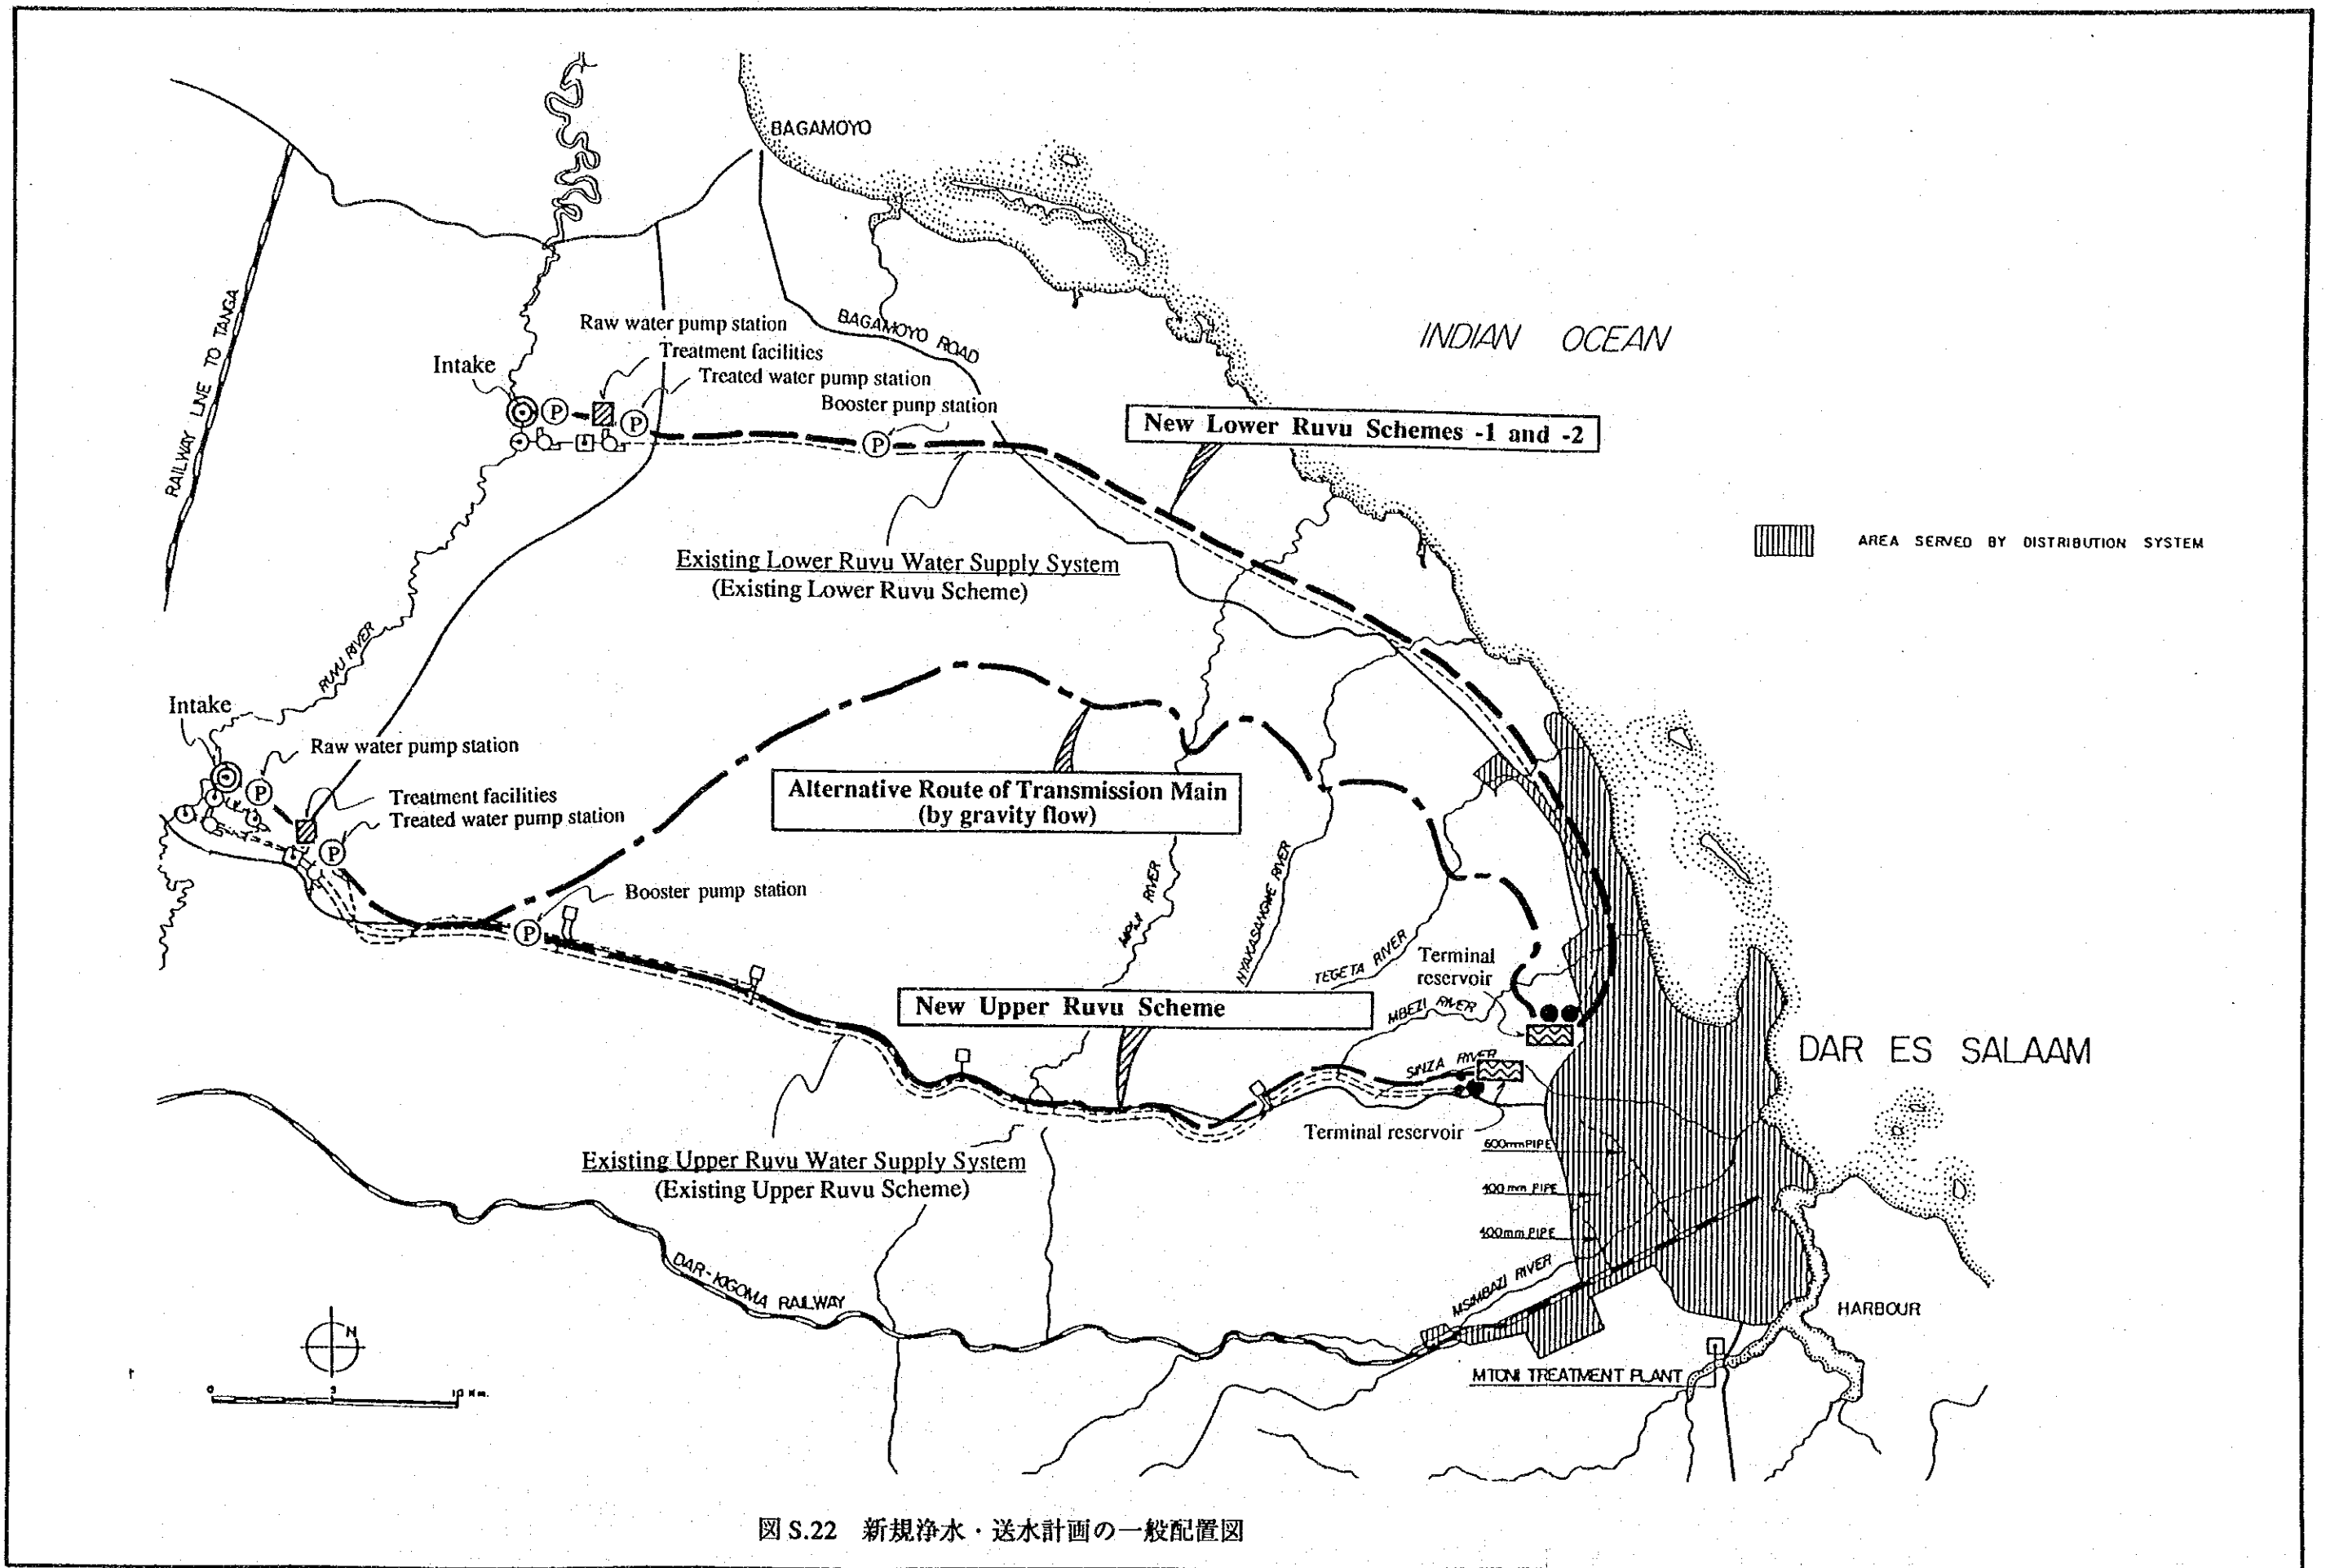 BAGAMOYO
RAILWAY LINE TO TANGA
Raw water pump station
BAGAMOYO ROAD
INDIAN OCEAN
Treatment facilities
Intake
Treated water pump station
Booster punp station
New Lower Ruvu Schemes -1 and -2
AREA SERVED BY DISTRIBUTION SYSTEM
Existing Lower Ruvu Water Supply System
(Existing Lower Ruvu Scheme)
RUVU RIVER
Intake
Raw water pump station
Alternative Route of Transmission Main
(by gravity flow)
Treatment facilities
Treated water pump station
Booster pump station
MPIJI RIVER
NYAKASANGWE RIVER
TEGETA RIVER
Terminal
reservoir
New Upper Ruvu Scheme
MBEZI RIVER
DAR ES SALAAM
SINZA RIVER
Terminal reservoir
600mm PIPE
Existing Upper Ruvu Water Supply System
(Existing Upper Ruvu Scheme)
400 mm PIPE
400mm PIPE
DAR-KIGOMA RAILWAY
MSIMBAZI RIVER
HARBOUR
N
MTONI TREATMENT PLANT
0 5 10 Km.
P
P
P
P
P
P
図 S.22 新規浄水・送水計画の一般配置図